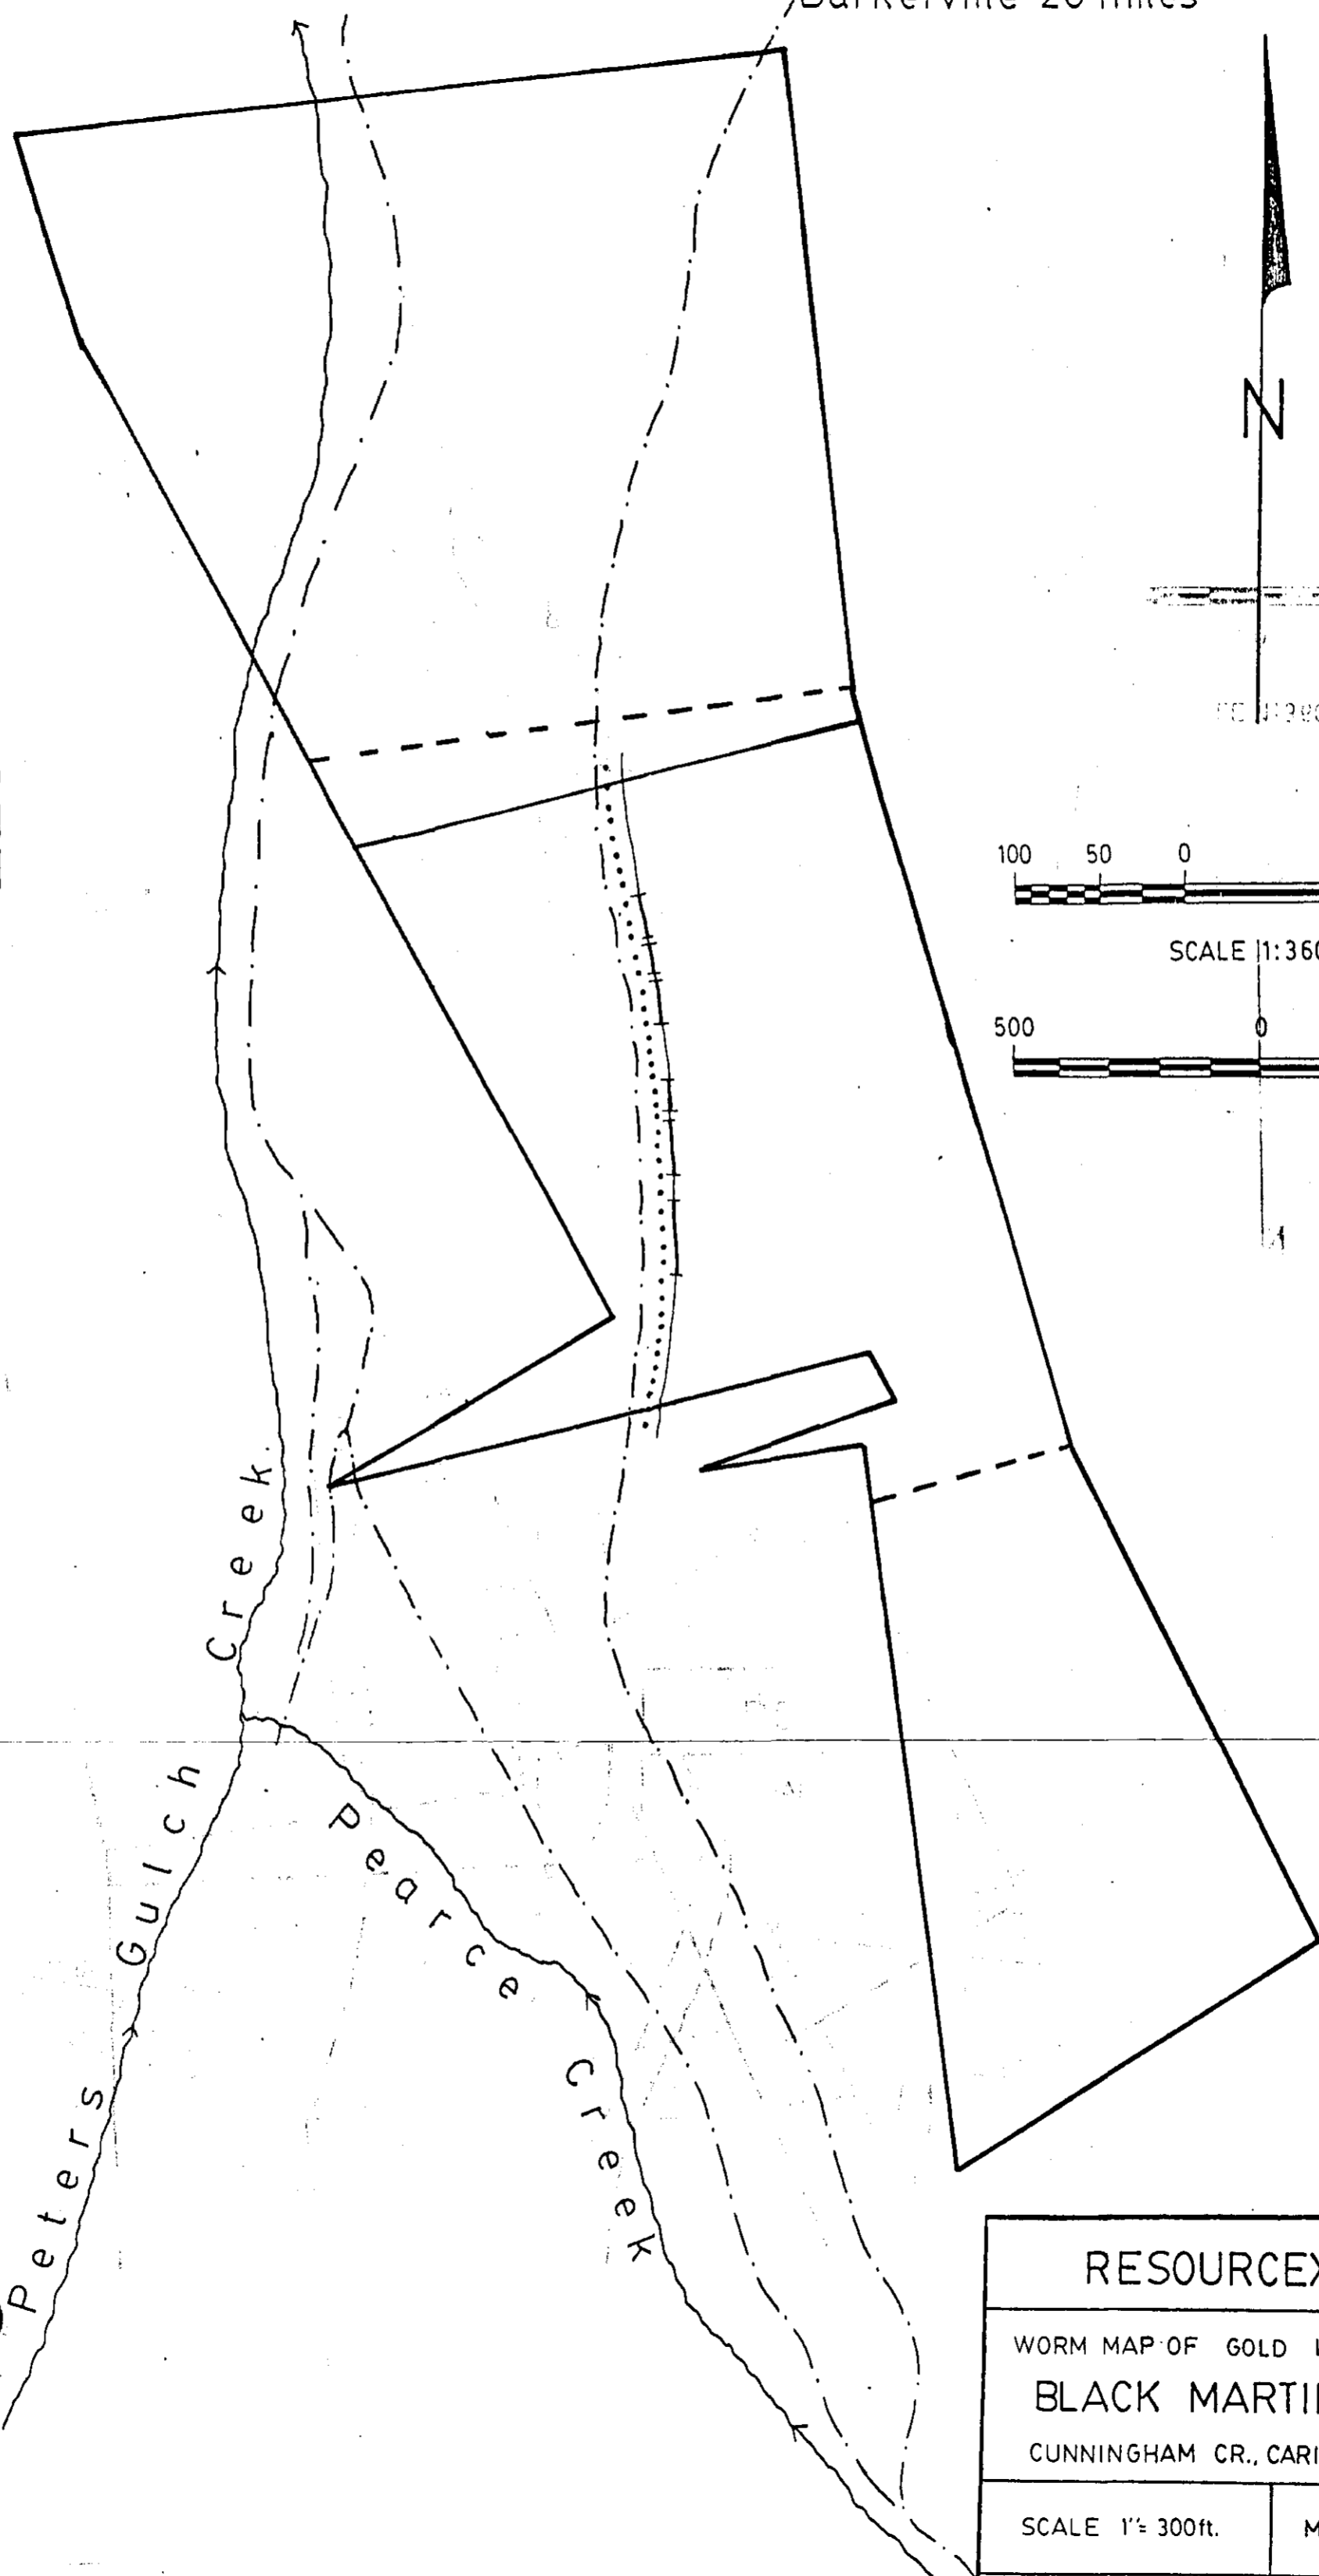 Barkerville 20 miles
N
100 50 0
SCALE 1:360
500 0
Creek
Peters Gulch
Pearce Creek
RESOURCEX
WORM MAP OF GOLD
BLACK MARTI
CUNNINGHAM CR., CARI
SCALE 1"= 300ft.
M